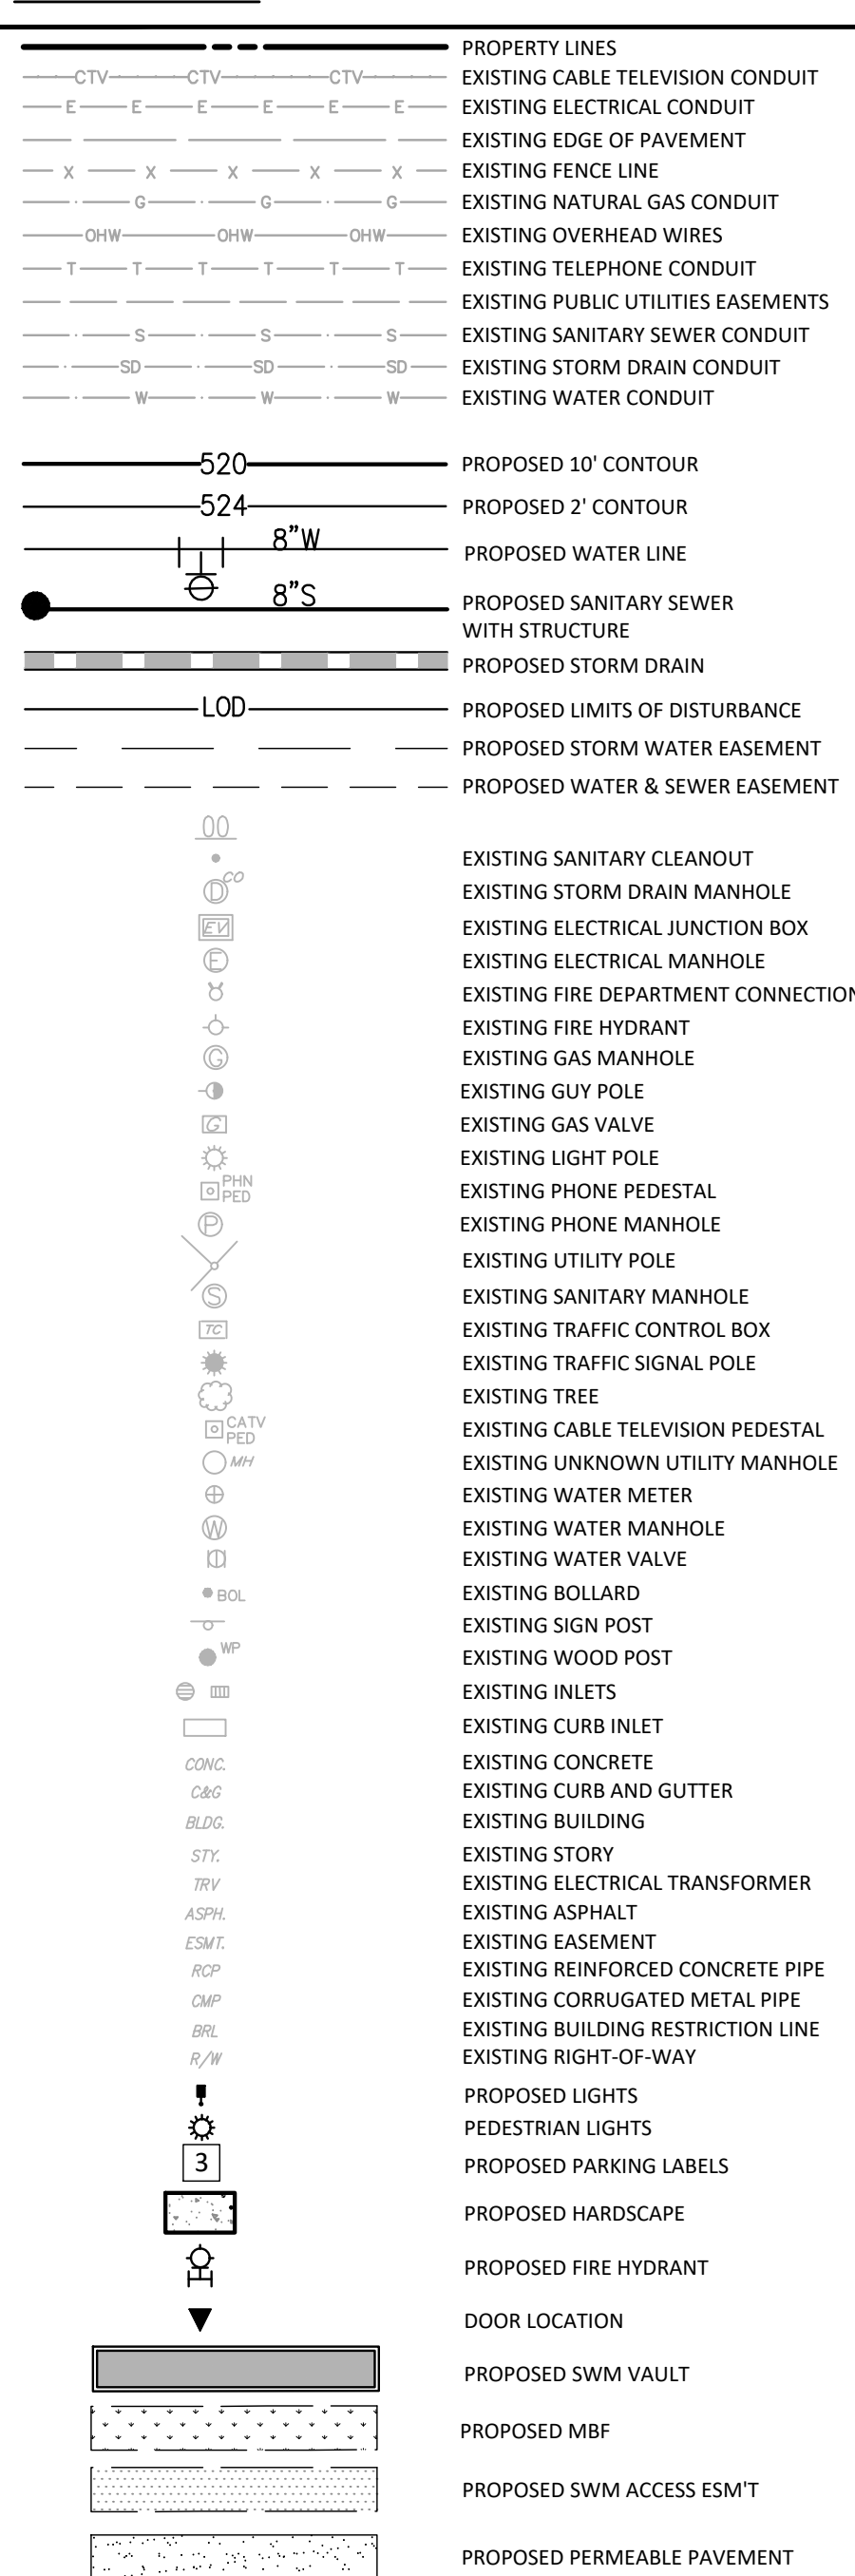 PROPERTY LINES
CTV CTV CTV EXISTING CABLE TELEVISION CONDUIT
E E E E E E EXISTING ELECTRICAL CONDUIT
EXISTING EDGE OF PAVEMENT
X X X X X EXISTING FENCE LINE
G G G EXISTING NATURAL GAS CONDUIT
OHW OHW OHW EXISTING OVERHEAD WIRES
T T T T T T EXISTING TELEPHONE CONDUIT
EXISTING PUBLIC UTILITIES EASEMENTS
S S S EXISTING SANITARY SEWER CONDUIT
SD SD SD EXISTING STORM DRAIN CONDUIT
W W W EXISTING WATER CONDUIT
520 PROPOSED 10' CONTOUR
524 PROPOSED 2' CONTOUR
8"W PROPOSED WATER LINE
8"S PROPOSED SANITARY SEWER
WITH STRUCTURE
PROPOSED STORM DRAIN
LOD PROPOSED LIMITS OF DISTURBANCE
PROPOSED STORM WATER EASEMENT
PROPOSED WATER & SEWER EASEMENT
00
EXISTING SANITARY CLEANOUT
D CO EXISTING STORM DRAIN MANHOLE
EV EXISTING ELECTRICAL JUNCTION BOX
E EXISTING ELECTRICAL MANHOLE
EXISTING FIRE DEPARTMENT CONNECTION
EXISTING FIRE HYDRANT
G EXISTING GAS MANHOLE
EXISTING GUY POLE
G EXISTING GAS VALVE
EXISTING LIGHT POLE
PHN PED EXISTING PHONE PEDESTAL
P EXISTING PHONE MANHOLE
EXISTING UTILITY POLE
S EXISTING SANITARY MANHOLE
TC EXISTING TRAFFIC CONTROL BOX
EXISTING TRAFFIC SIGNAL POLE
EXISTING TREE
CATV PED EXISTING CABLE TELEVISION PEDESTAL
MH EXISTING UNKNOWN UTILITY MANHOLE
EXISTING WATER METER
W EXISTING WATER MANHOLE
EXISTING WATER VALVE
BOL EXISTING BOLLARD
EXISTING SIGN POST
WP EXISTING WOOD POST
EXISTING INLETS
EXISTING CURB INLET
CONC. EXISTING CONCRETE
C&G EXISTING CURB AND GUTTER
BLDG. EXISTING BUILDING
STY. EXISTING STORY
TRV EXISTING ELECTRICAL TRANSFORMER
ASPH. EXISTING ASPHALT
ESMT. EXISTING EASEMENT
RCP EXISTING REINFORCED CONCRETE PIPE
CMP EXISTING CORRUGATED METAL PIPE
BRL EXISTING BUILDING RESTRICTION LINE
R/W EXISTING RIGHT-OF-WAY
PROPOSED LIGHTS
PEDESTRIAN LIGHTS
3 PROPOSED PARKING LABELS
PROPOSED HARDSCAPE
PROPOSED FIRE HYDRANT
DOOR LOCATION
PROPOSED SWM VAULT
PROPOSED MBF
PROPOSED SWM ACCESS ESM'T
PROPOSED PERMEABLE PAVEMENT